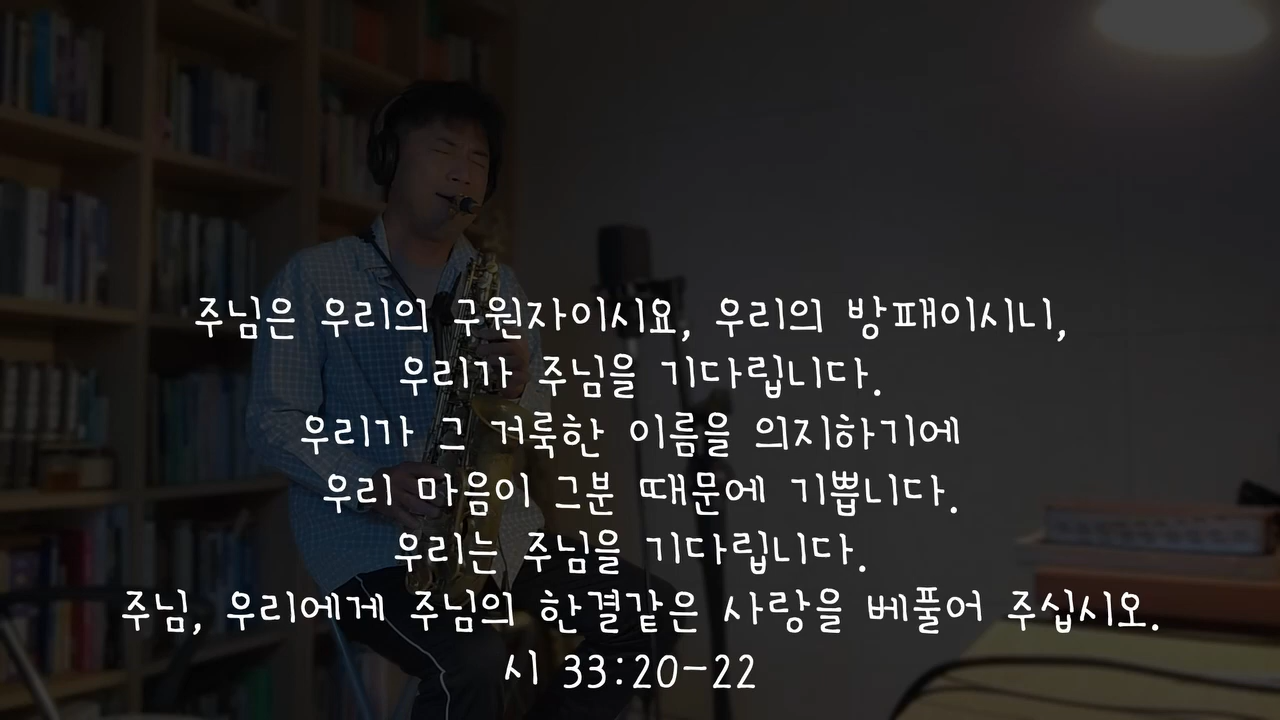 주님은 우리의 구원자이시요, 우리의 방패이시니,
우리가 주님을 기다립니다.
우리가 그 거룩한 이름을 의지하기에
우리 마음이 그분 때문에 기쁩니다.
우리는 주님을 기다립니다.
주님, 우리에게 주님의 한결같은 사랑을 베풀어 주십시오.
시 33:20-22